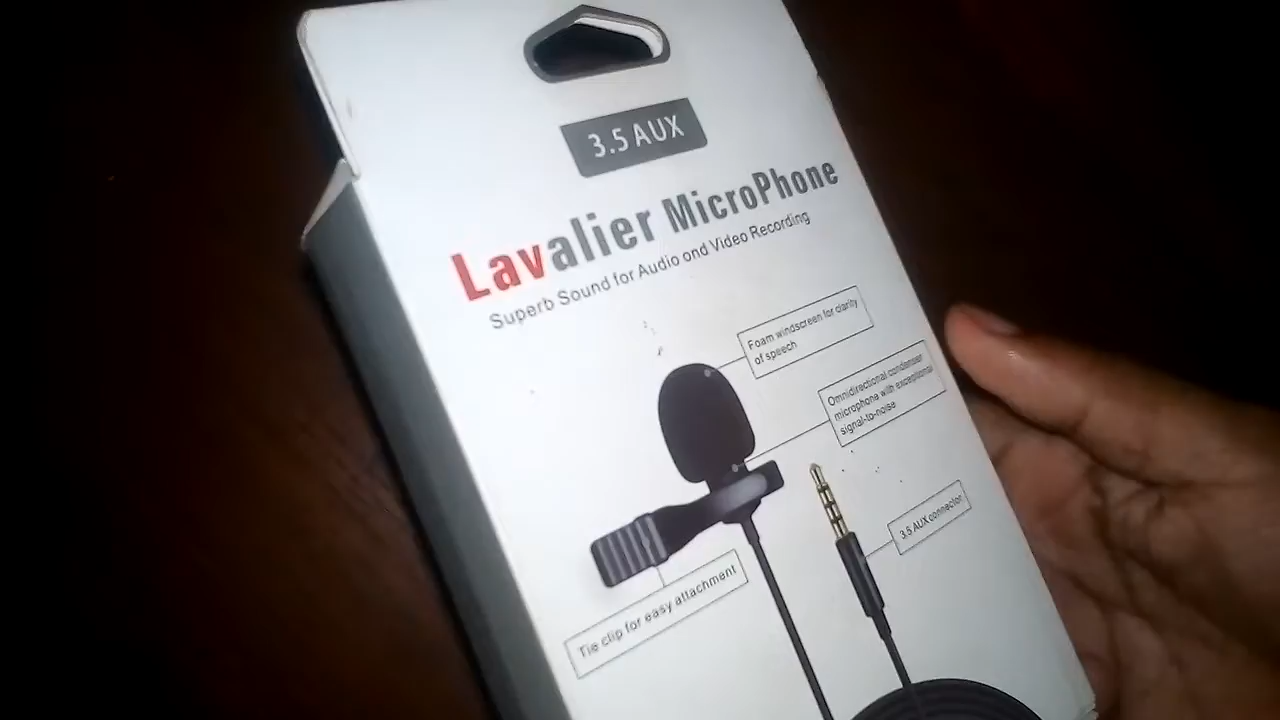 3.5 AUX
Lavalier MicroPhone
Superb Sound for Audio ond Video Recording
Foam windscreen for clarity
of speech
Omnidirectional condenser
microphone with exceptional
signal-to-noise
3.5 AUX connector
Tie clip for easy attachment